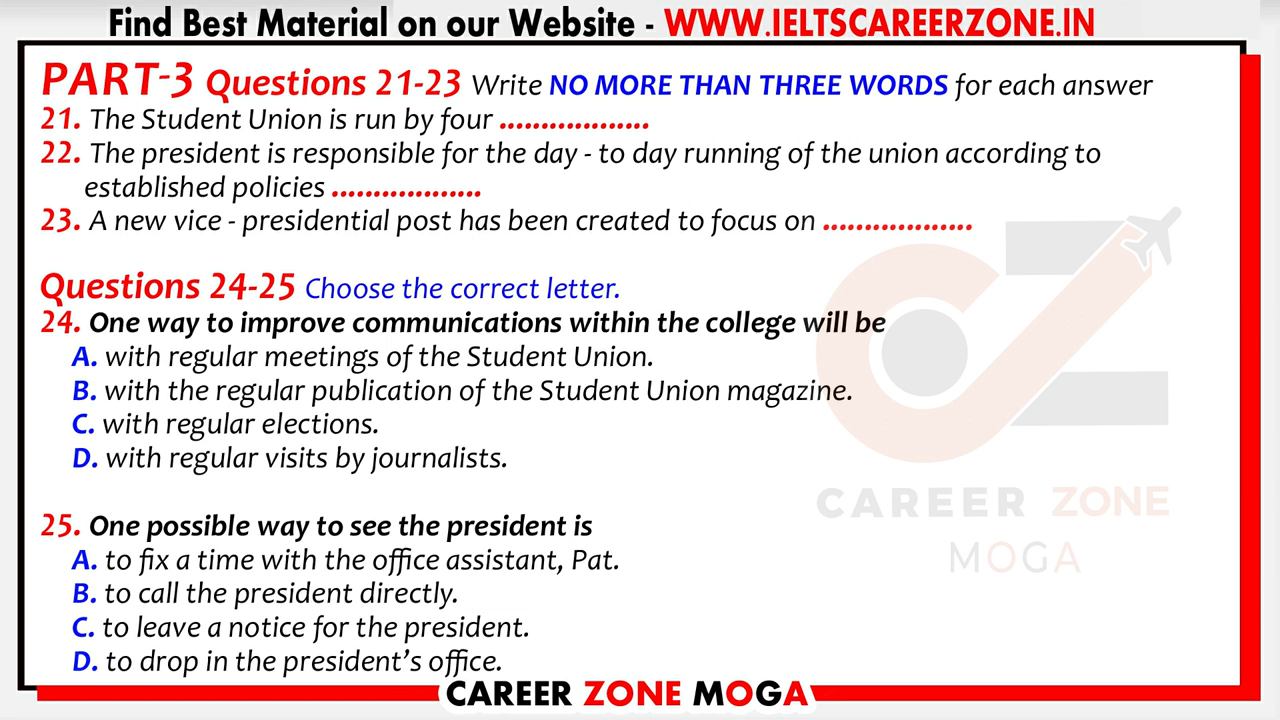 Find Best Material on our Website - WWW.IELTSCAREERZONE.IN
PART-3 Questions 21-23 Write NO MORE THAN THREE WORDS for each answer
21. The Student Union is run by four ..................
22. The president is responsible for the day - to day running of the union according to
established policies ..................
23. A new vice - presidential post has been created to focus on ..................
Questions 24-25 Choose the correct letter.
24. One way to improve communications within the college will be
A. with regular meetings of the Student Union.
B. with the regular publication of the Student Union magazine.
C. with regular elections.
D. with regular visits by journalists.
25. One possible way to see the president is
A. to fix a time with the office assistant, Pat.
B. to call the president directly.
C. to leave a notice for the president.
D. to drop in the president's office.
CAREER ZONE
MOGA
CAREER ZONE MOGA